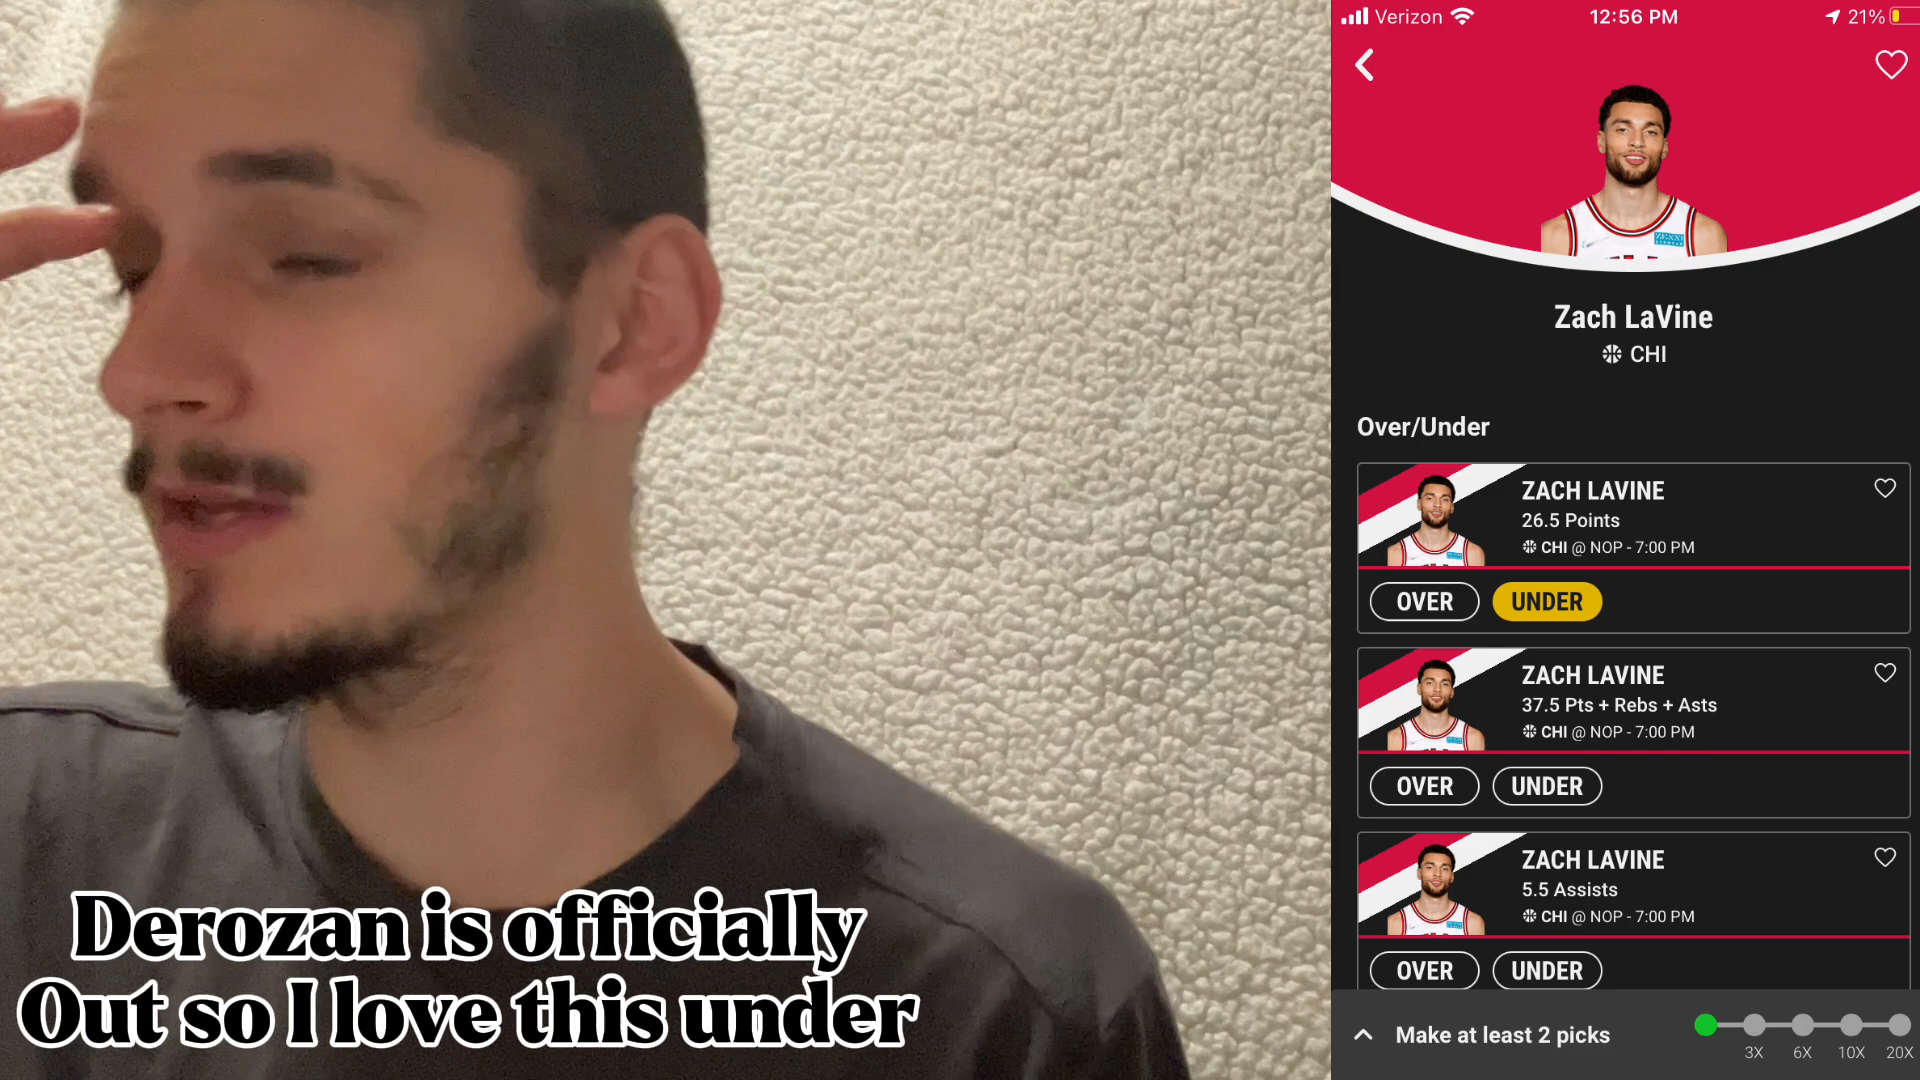 Verizon 12:56 PM 21%
Zach LaVine
CHI
Over/Under
ZACH LAVINE
26.5 Points
CHI @ NOP - 7:00 PM
OVER UNDER
ZACH LAVINE
37.5 Pts + Rebs + Asts
CHI @ NOP - 7:00 PM
OVER UNDER
ZACH LAVINE
5.5 Assists
CHI @ NOP - 7:00 PM
OVER UNDER
Make at least 2 picks
3X 6X 10X 20X
Derozan is officially
Out so I love this under